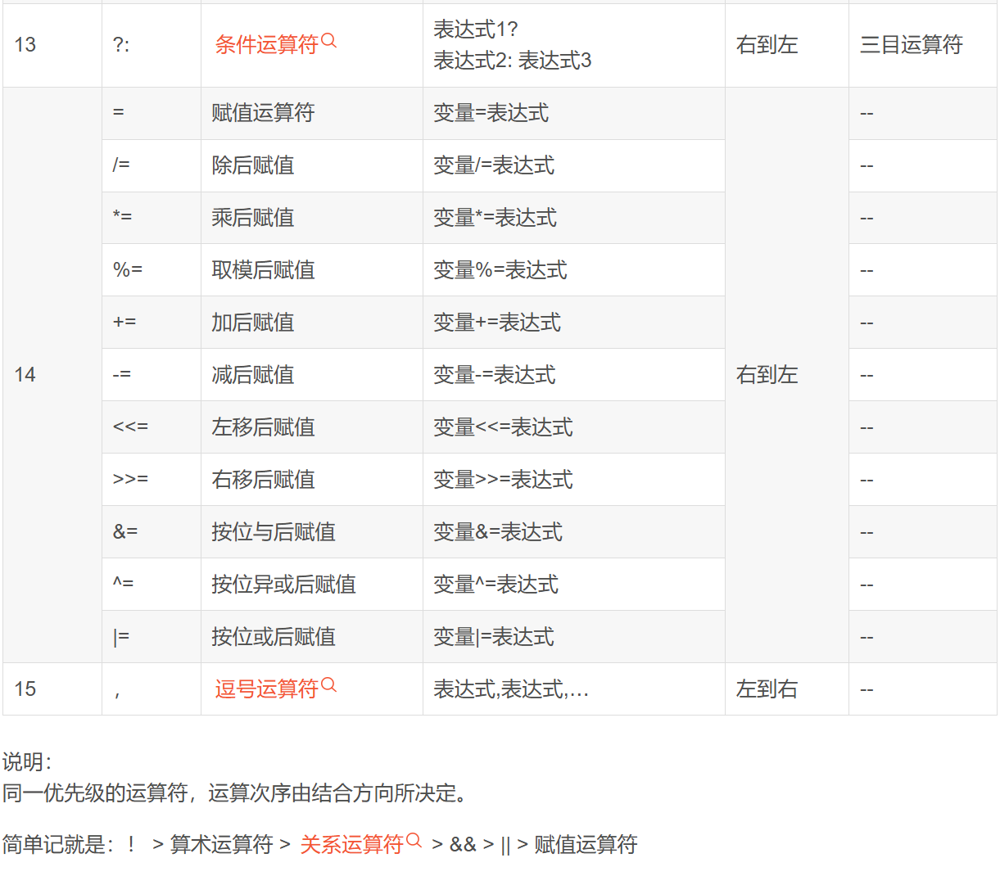 13 ?: 条件运算符 表达式1? 右到左 三目运算符
表达式2: 表达式3
= 赋值运算符 变量=表达式 --
/= 除后赋值 变量/=表达式 --
*= 乘后赋值 变量*=表达式 --
%= 取模后赋值 变量%=表达式 --
+= 加后赋值 变量+=表达式 --
14 -= 减后赋值 变量-=表达式 右到左 --
<<= 左移后赋值 变量<<=表达式 --
>>= 右移后赋值 变量>>=表达式 --
&= 按位与后赋值 变量&=表达式 --
^= 按位异或后赋值 变量^=表达式 --
|= 按位或后赋值 变量|=表达式 --
15 , 逗号运算符 表达式,表达式,… 左到右 --
说明：
同一优先级的运算符，运算次序由结合方向所决定。
简单记就是：！ > 算术运算符 > 关系运算符 > && > || > 赋值运算符